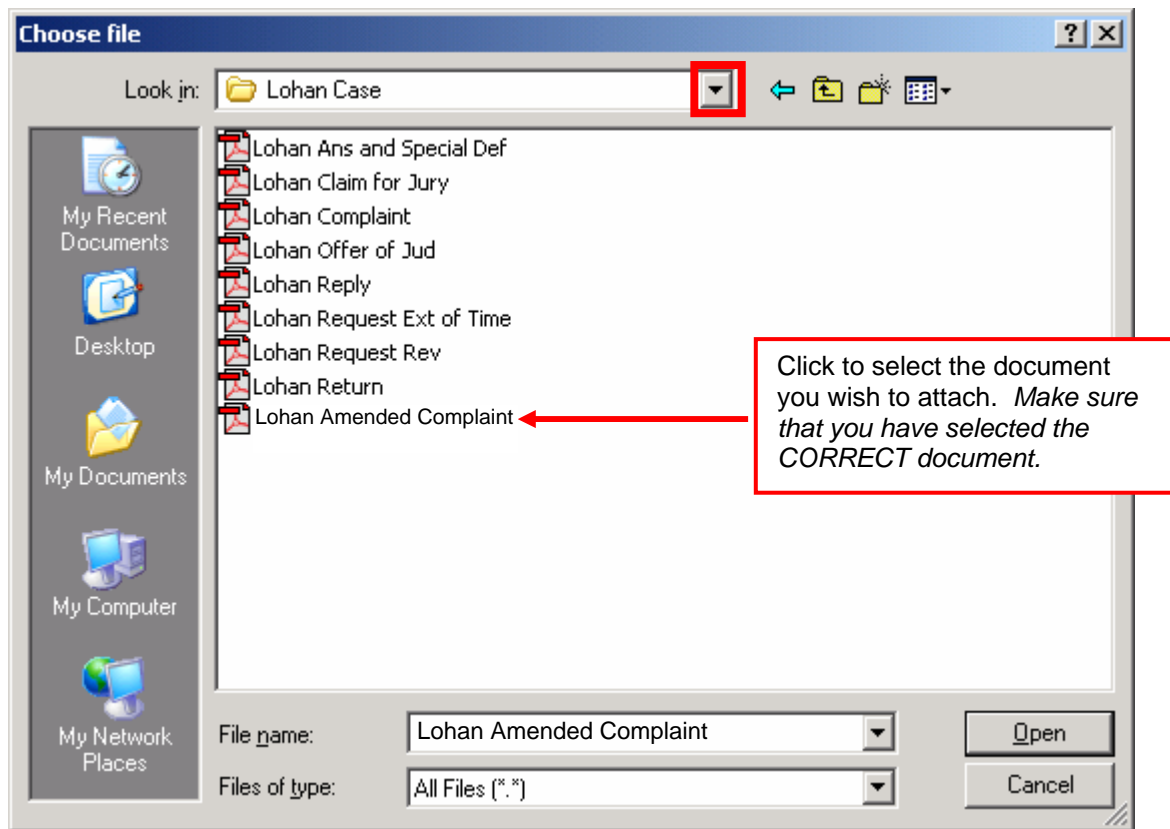 Choose file
Look in:
Lohan Case
My Recent
Documents
Desktop
My Documents
My Computer
My Network
Places
Lohan Ans and Special Def
Lohan Claim for Jury
Lohan Complaint
Lohan Offer of Jud
Lohan Reply
Lohan Request Ext of Time
Lohan Request Rev
Lohan Return
Lohan Amended Complaint
Click to select the document
you wish to attach. Make sure
that you have selected the
CORRECT document.
File name:
Lohan Amended Complaint
Open
Files of type:
All Files (*.*)
Cancel